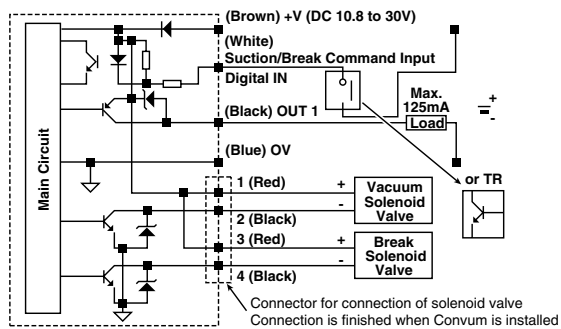 (Brown) +V (DC 10.8 to 30V)
(White)
Suction/Break Command Input
Digital IN
Max.
125mA
Load
+
-
(Black) OUT 1
(Blue) OV
Main Circuit
or TR
1 (Red)
+
-
Vacuum
Solenoid
Valve
2 (Black)
3 (Red)
+
-
Break
Solenoid
Valve
4 (Black)
Connector for connection of solenoid valve
Connection is finished when Convum is installed